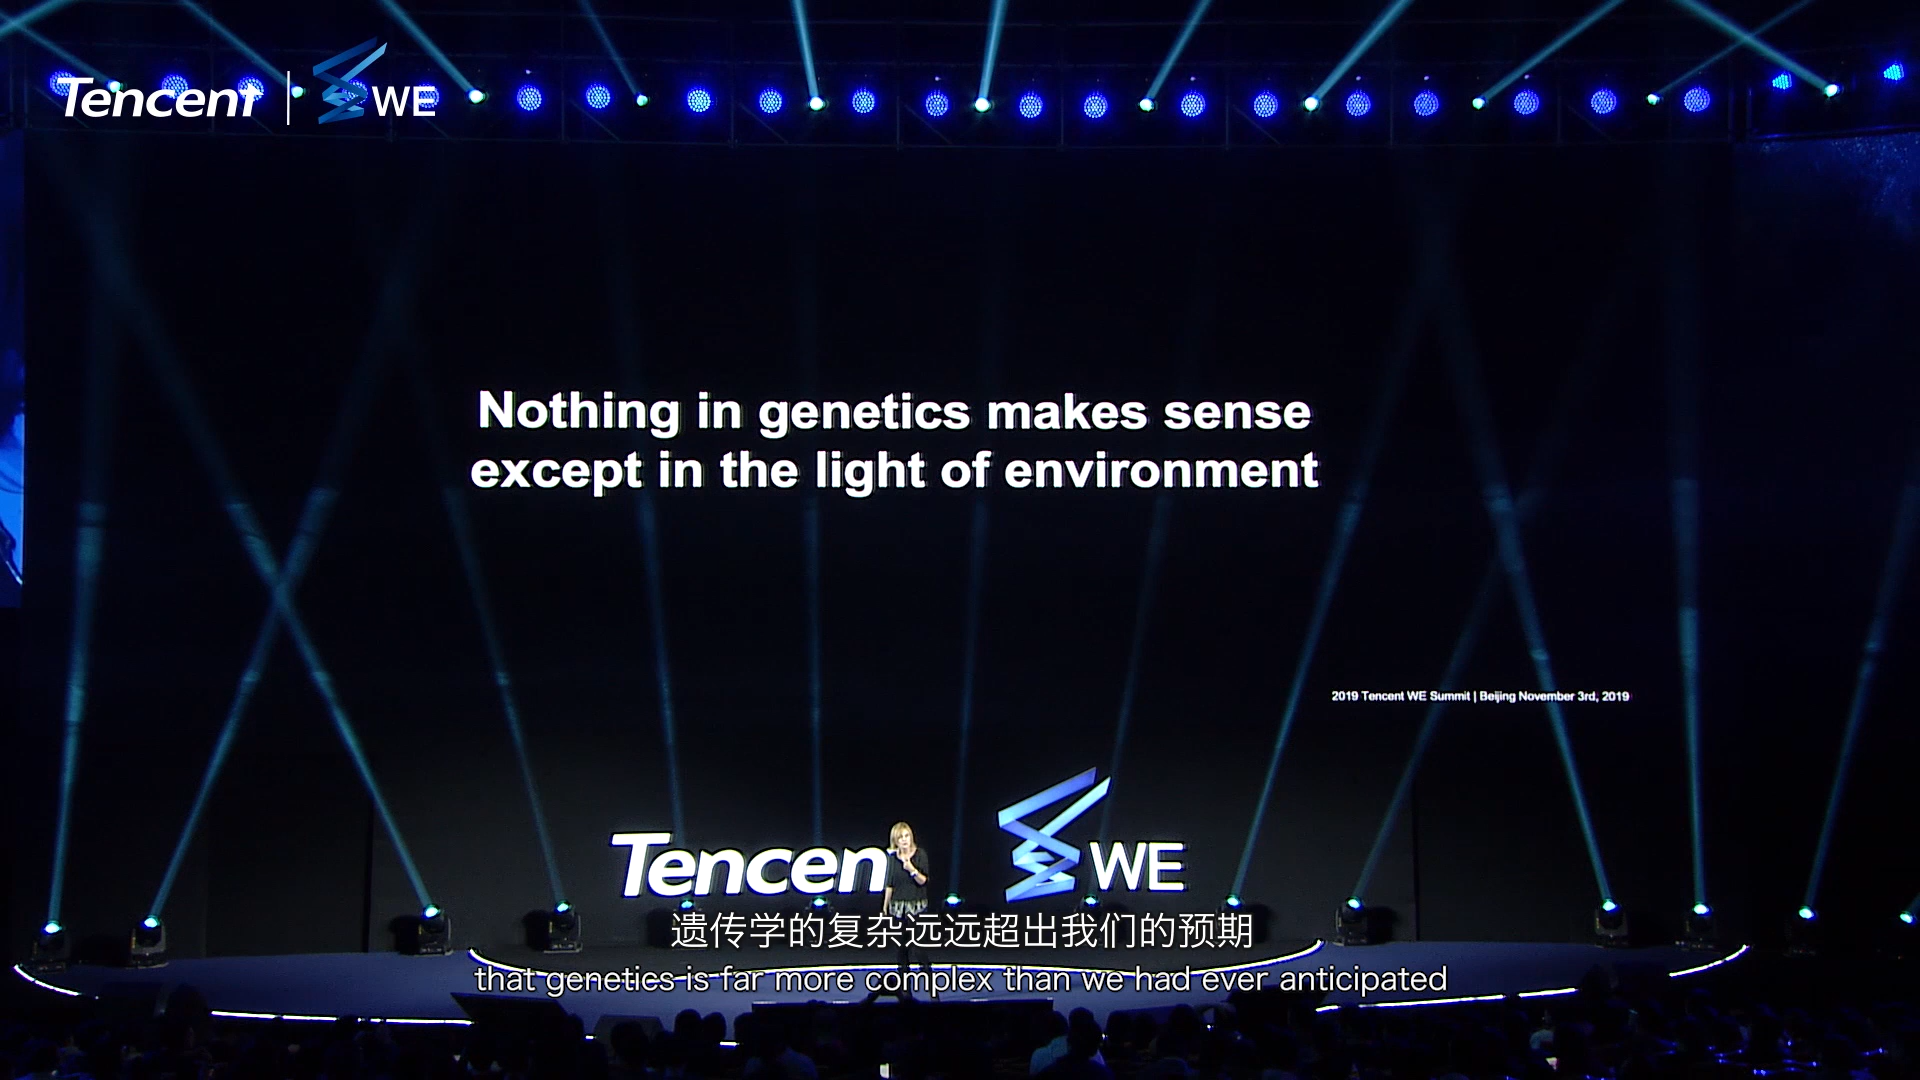 Tencent | WE
Nothing in genetics makes sense
except in the light of environment
2019 Tencent WE Summit | Beijing November 3rd, 2019
Tencen WE
遗传学的复杂远远超出我们的预期
that genetics is far more complex than we had ever anticipated